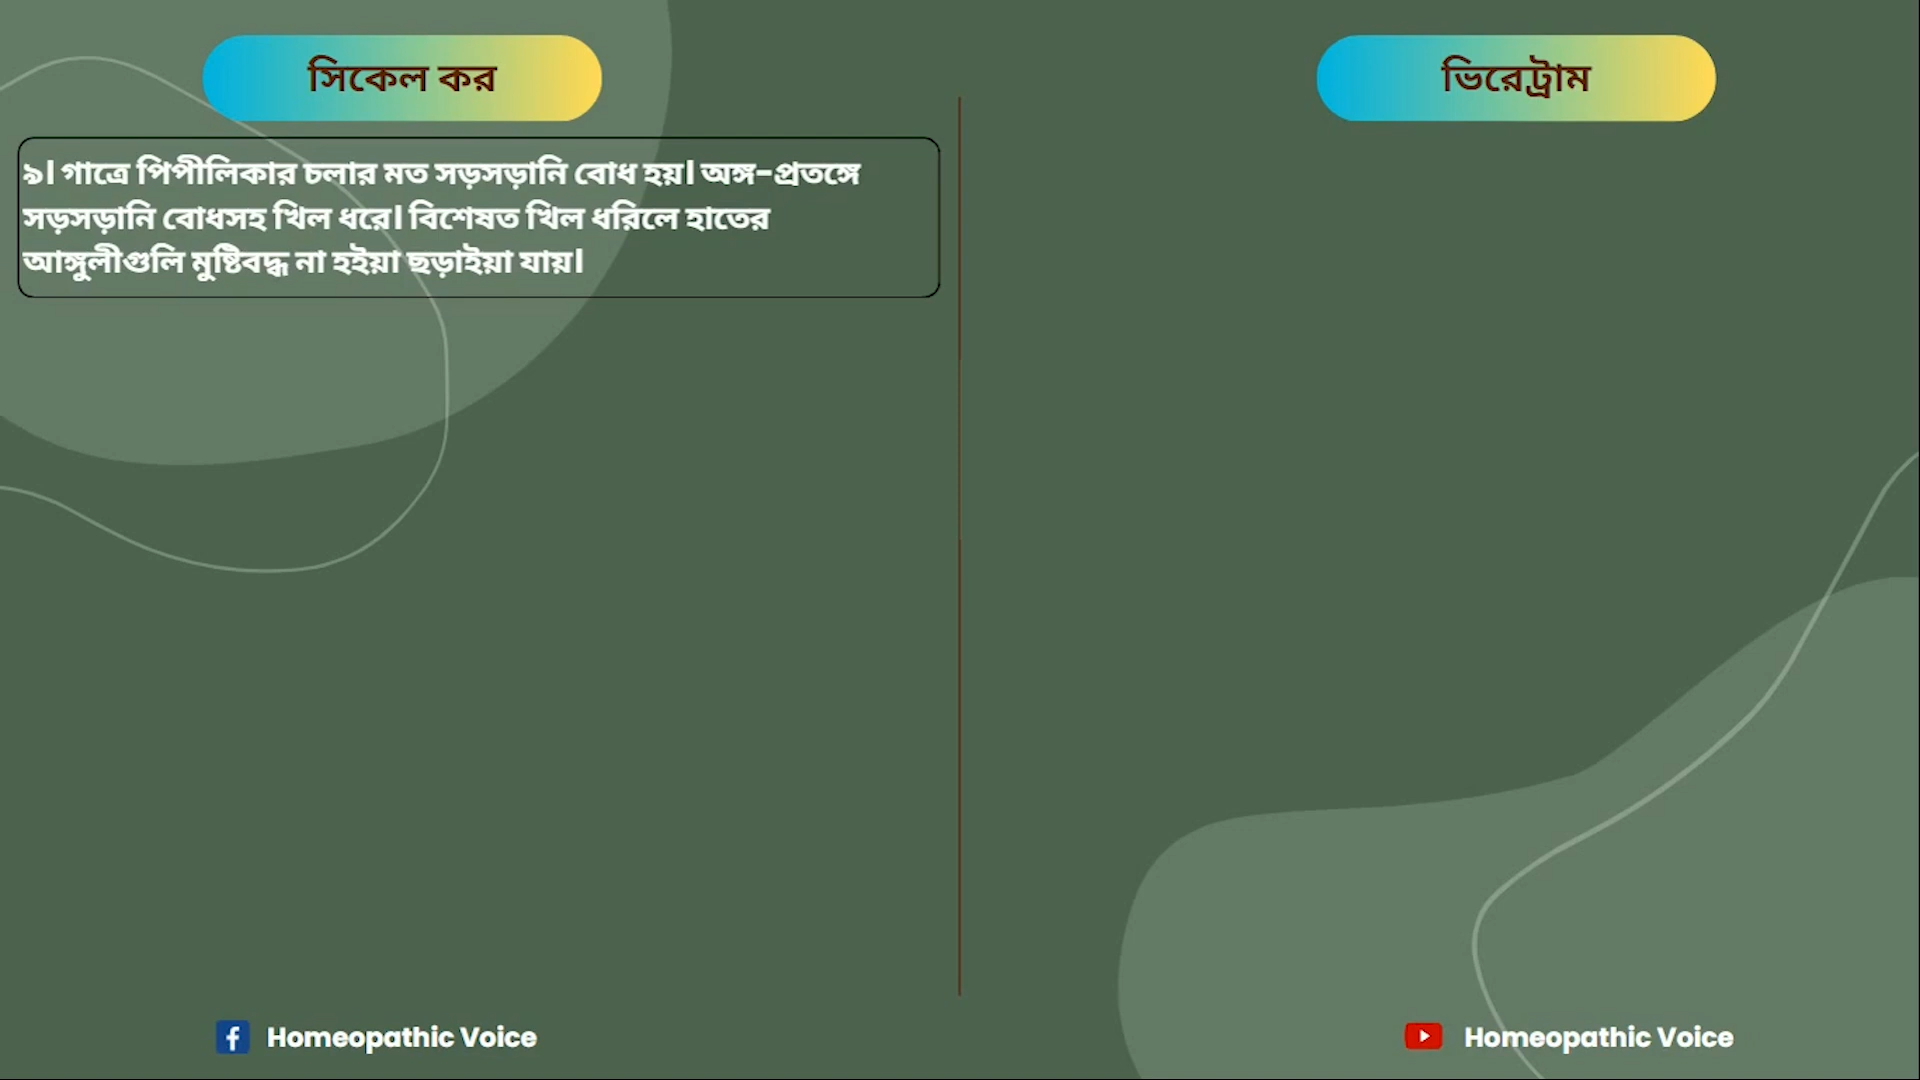 সিকেল কর
ভিরেট্রাম
৯। গাত্রে পিপীলিকার চলার মত সড়সড়ানি বোধ হয়। অঙ্গ-প্রতঙ্গে
সড়সড়ানি বোধসহ খিল ধরে। বিশেষত খিল ধরিলে হাতের
আঙ্গুলীগুলি মুষ্টিবদ্ধ না হইয়া ছড়াইয়া যায়।
Homeopathic Voice
Homeopathic Voice